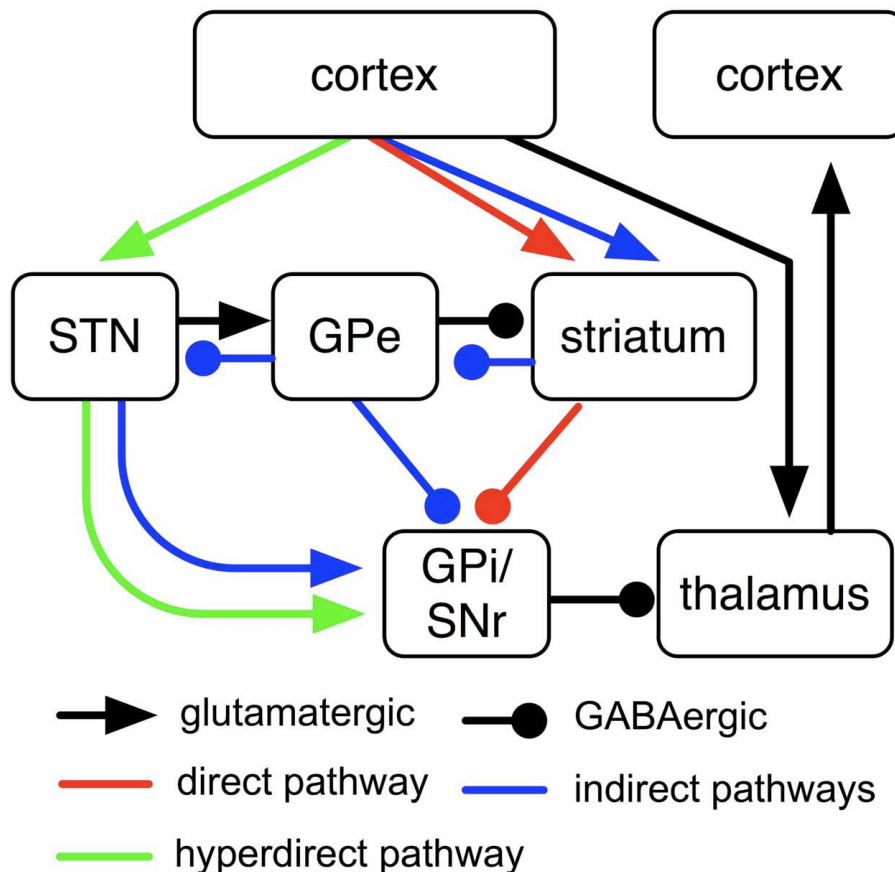 cortex
cortex
STN
GPe
striatum
GPi/
SNr
thalamus
glutamatergic
GABAergic
direct pathway
indirect pathways
hyperdirect pathway